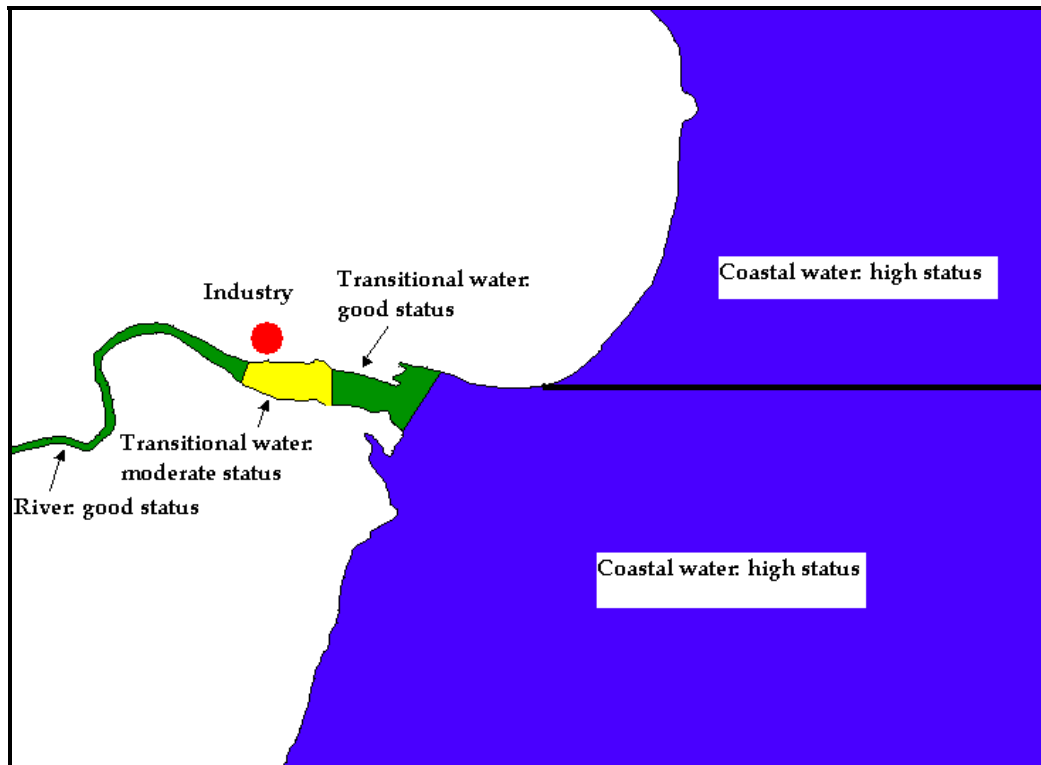 Coastal water: high status
Transitional water:
good status
Industry
Transitional water:
moderate status
River: good status
Coastal water: high status